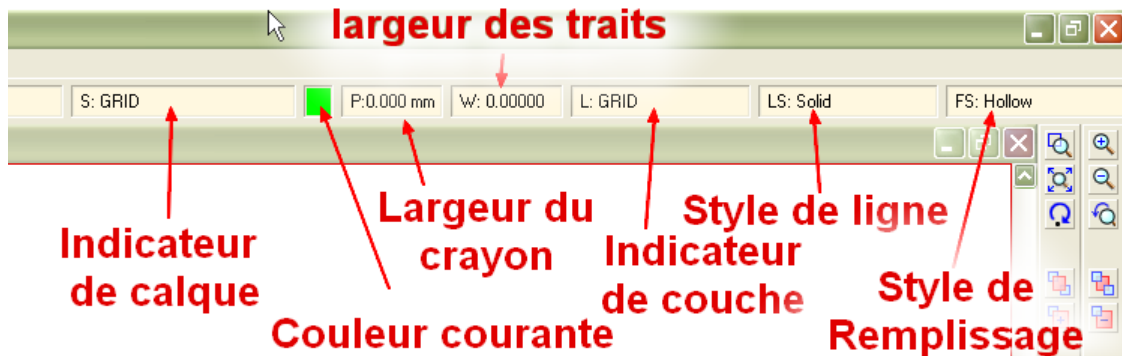 largeur des traits
S: GRID
P:0.000 mm
W: 0.00000
L: GRID
LS: Solid
FS: Hollow
Indicateur
de calque
Largeur du
crayon
Style de ligne
Indicateur
de couche
Style de
Remplissage
Couleur courante